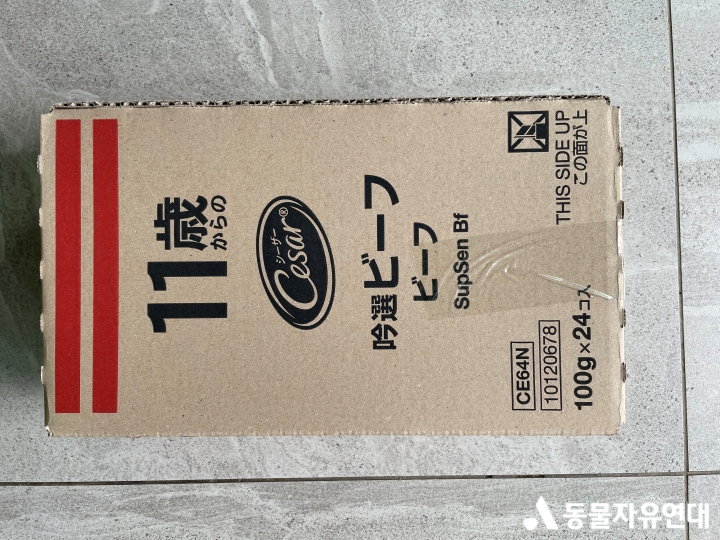 11歳
からの
シーザー
Cesar®
吟選ビーフ
ビーフ
SupSen Bf
CE64N
10120678
100g×24コ入
THIS SIDE UP
この面が上
동물자유연대